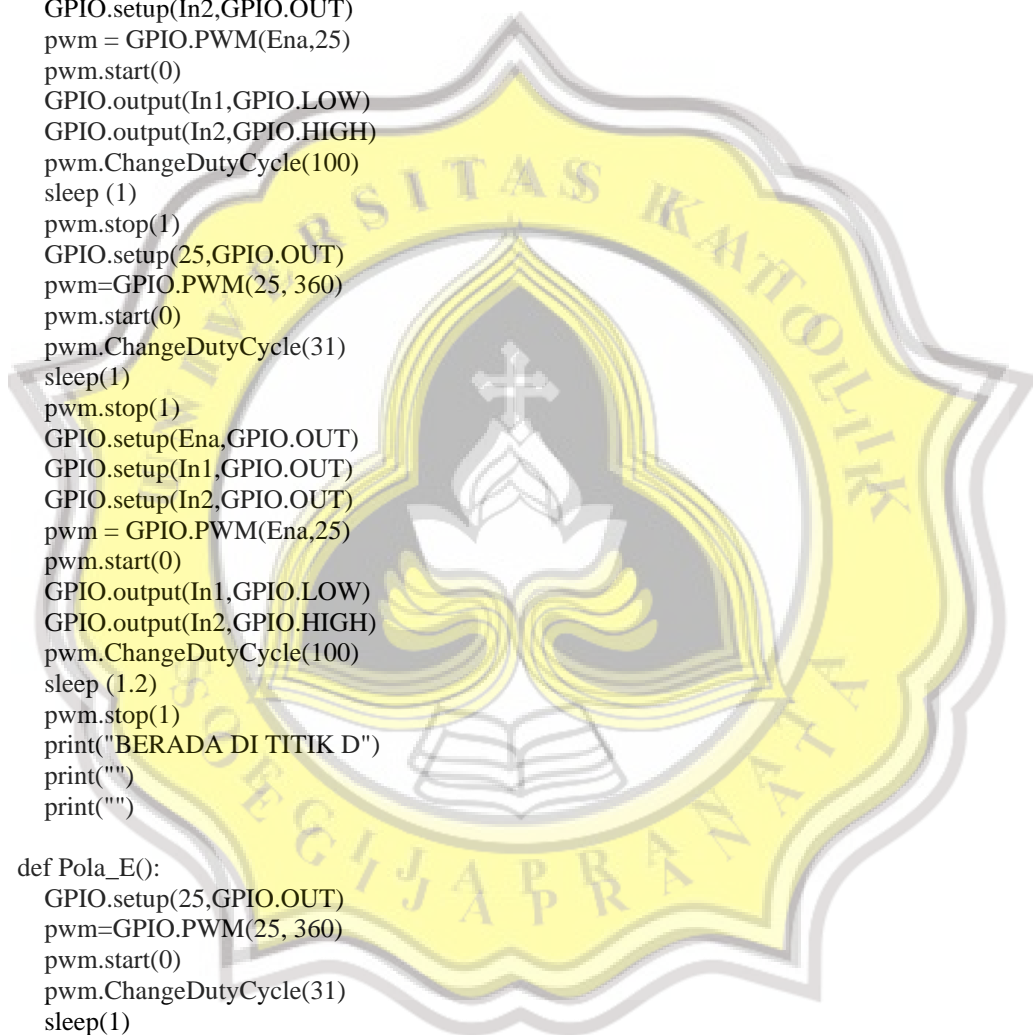 GPIO.setup(In2,GPIO.OUT)
pwm = GPIO.PWM(Ena,25)
pwm.start(0)
GPIO.output(In1,GPIO.LOW)
GPIO.output(In2,GPIO.HIGH)
pwm.ChangeDutyCycle(100)
sleep (1)
pwm.stop(1)
GPIO.setup(25,GPIO.OUT)
pwm=GPIO.PWM(25, 360)
pwm.start(0)
pwm.ChangeDutyCycle(31)
sleep(1)
pwm.stop(1)
GPIO.setup(Ena,GPIO.OUT)
GPIO.setup(In1,GPIO.OUT)
GPIO.setup(In2,GPIO.OUT)
pwm = GPIO.PWM(Ena,25)
pwm.start(0)
GPIO.output(In1,GPIO.LOW)
GPIO.output(In2,GPIO.HIGH)
pwm.ChangeDutyCycle(100)
sleep (1.2)
pwm.stop(1)
print("BERADA DI TITIK D")
print("")
print("")
def Pola_E():
GPIO.setup(25,GPIO.OUT)
pwm=GPIO.PWM(25, 360)
pwm.start(0)
pwm.ChangeDutyCycle(31)
sleep(1)
UNIVERSITAS KATOLIK
SOEGIJAPRANATA